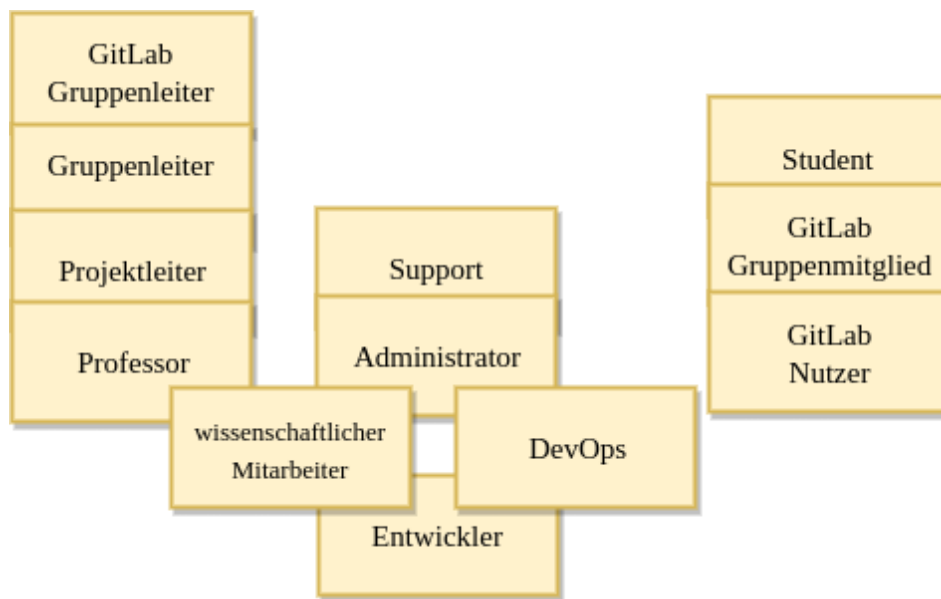 GitLab
Gruppenleiter
Gruppenleiter
Projektleiter
Professor
Support
Administrator
wissenschaftlicher
Mitarbeiter
DevOps
Entwickler
Student
GitLab
Gruppenmitglied
GitLab
Nutzer